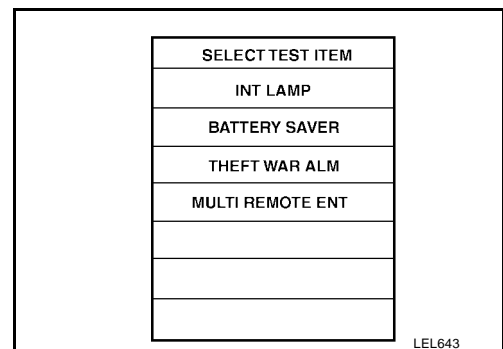 SELECT TEST ITEM
INT LAMP
BATTERY SAVER
THEFT WAR ALM
MULTI REMOTE ENT
LEL643